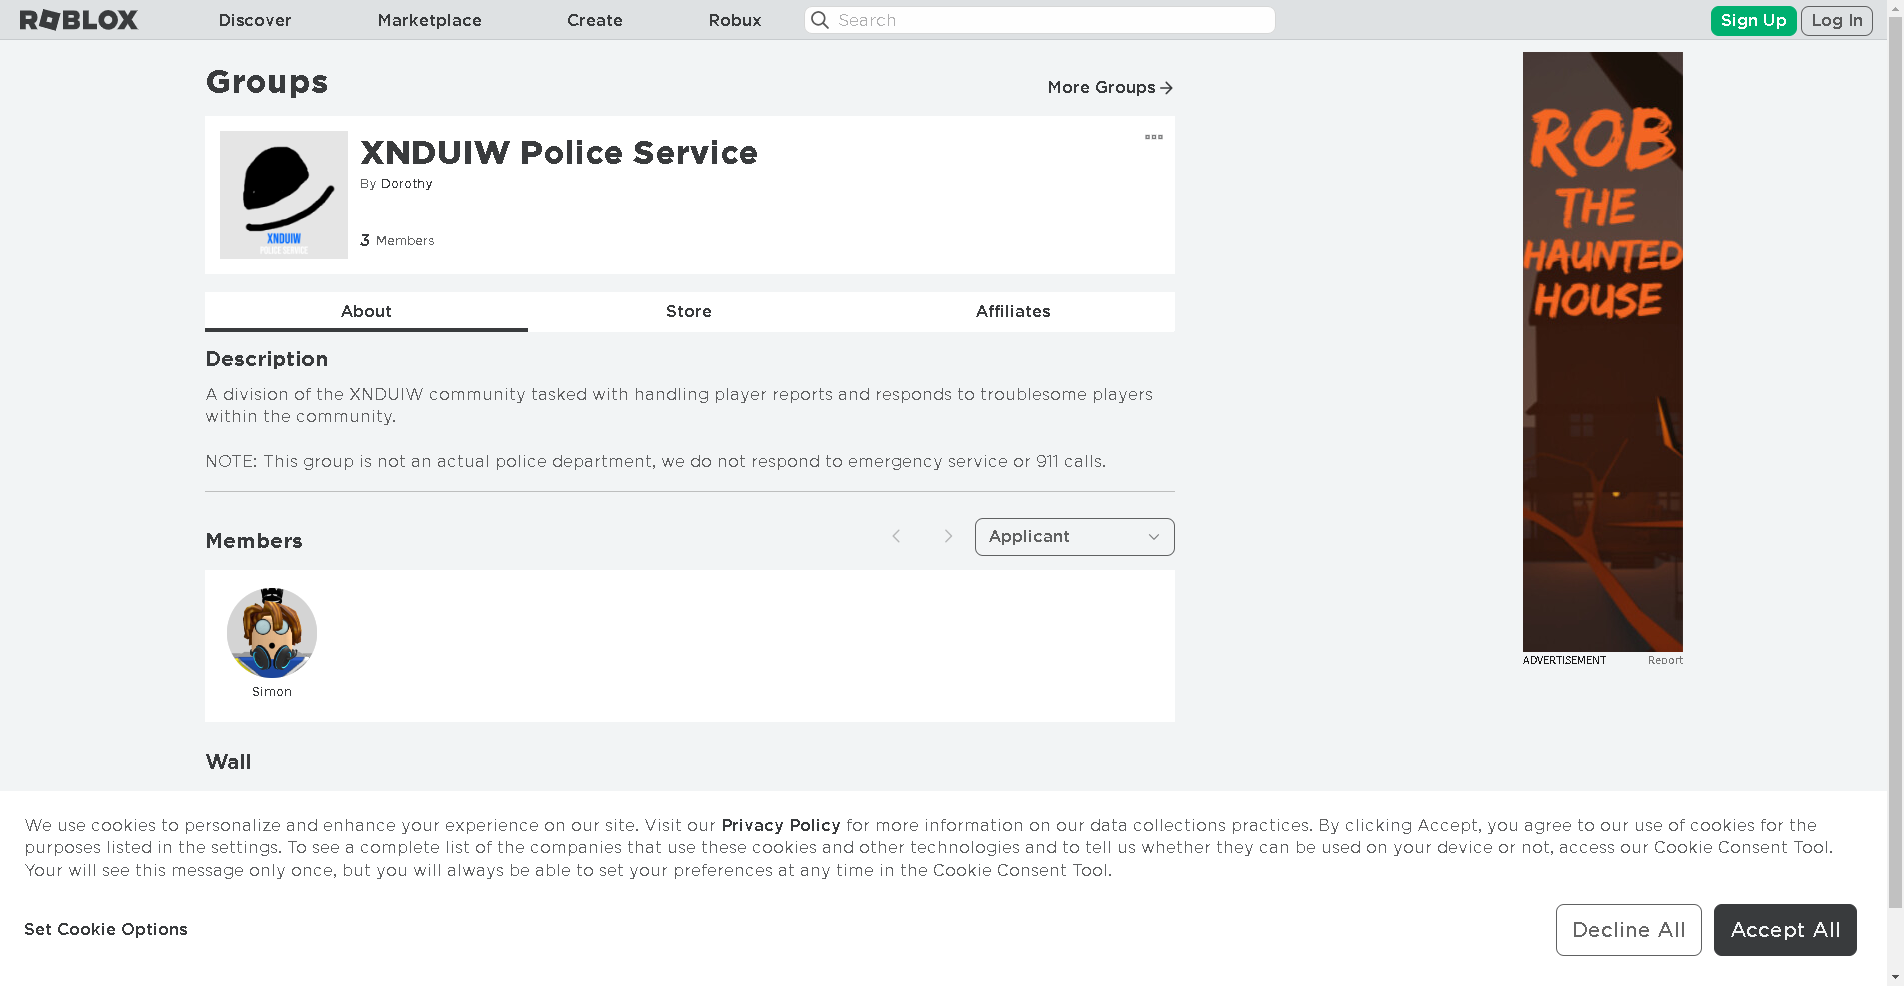 ROBLOX
Discover
Marketplace
Create
Robux
Search
Sign Up
Log In
Groups
More Groups
XNDUIW
POLICE SERVICE
XNDUIW Police Service
By Dorothy
3 Members
About
Store
Affiliates
Description
A division of the XNDUIW community tasked with handling player reports and responds to troublesome players
within the community.
NOTE: This group is not an actual police department, we do not respond to emergency service or 911 calls.
Members
Applicant
Simon
Wall
ROB
THE
HAUNTED
HOUSE
ADVERTISEMENT
Report
We use cookies to personalize and enhance your experience on our site. Visit our Privacy Policy for more information on our data collections practices. By clicking Accept, you agree to our use of cookies for the
purposes listed in the settings. To see a complete list of the companies that use these cookies and other technologies and to tell us whether they can be used on your device or not, access our Cookie Consent Tool.
Your will see this message only once, but you will always be able to set your preferences at any time in the Cookie Consent Tool.
Set Cookie Options
Decline All
Accept All